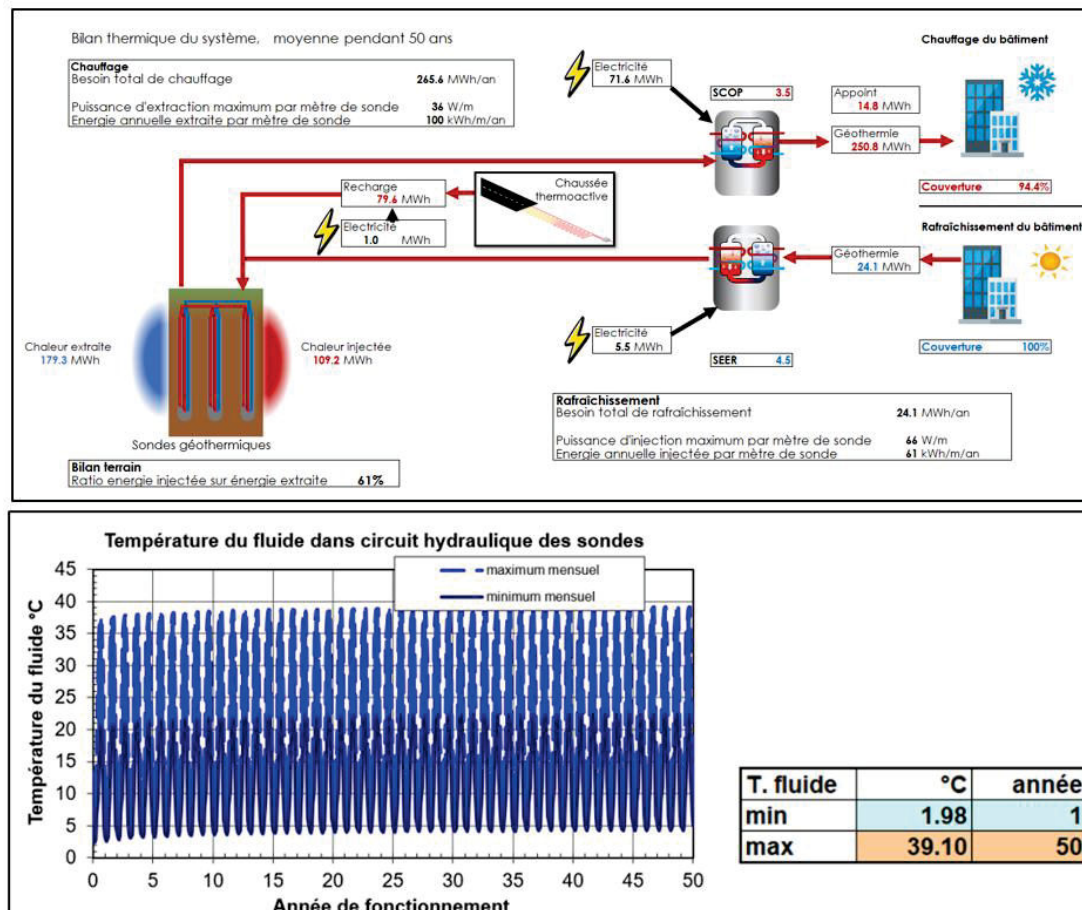 Bilan thermique du système, moyenne pendant 50 ans
Chauffage
Besoin total de chauffage 265.6 MWh/an
Puissance d'extraction maximum par mètre de sonde 36 W/m
Energie annuelle extraite par mètre de sonde 100 kWh/m/an
Electricité
71.6 MWh
SCOP 3.5
Appoint
14.8 MWh
Géothermie
250.8 MWh
Chauffage du bâtiment
Couverture 94.4%
Recharge
79.6 MWh
Electricité
1.0 MWh
Chaussée
thermoactive
Rafraîchissement du bâtiment
Géothermie
24.1 MWh
Electricité
5.5 MWh
SEER 4.5
Couverture 100%
Chaleur extraite
179.3 MWh
Chaleur injectée
109.2 MWh
Sondes géothermiques
Bilan terrain
Ratio energie injectée sur énergie extraite 61%
Rafraîchissement
Besoin total de rafraîchissement 24.1 MWh/an
Puissance d'injection maximum par mètre de sonde 66 W/m
Energie annuelle injectée par mètre de sonde 61 kWh/m/an
Température du fluide dans circuit hydraulique des sondes
maximum mensuel
minimum mensuel
Température du fluide °C
45
40
35
30
25
20
15
10
5
0
0 5 10 15 20 25 30 35 40 45 50
Année de fonctionnement
T. fluide °C année
min 1.98 1
max 39.10 50